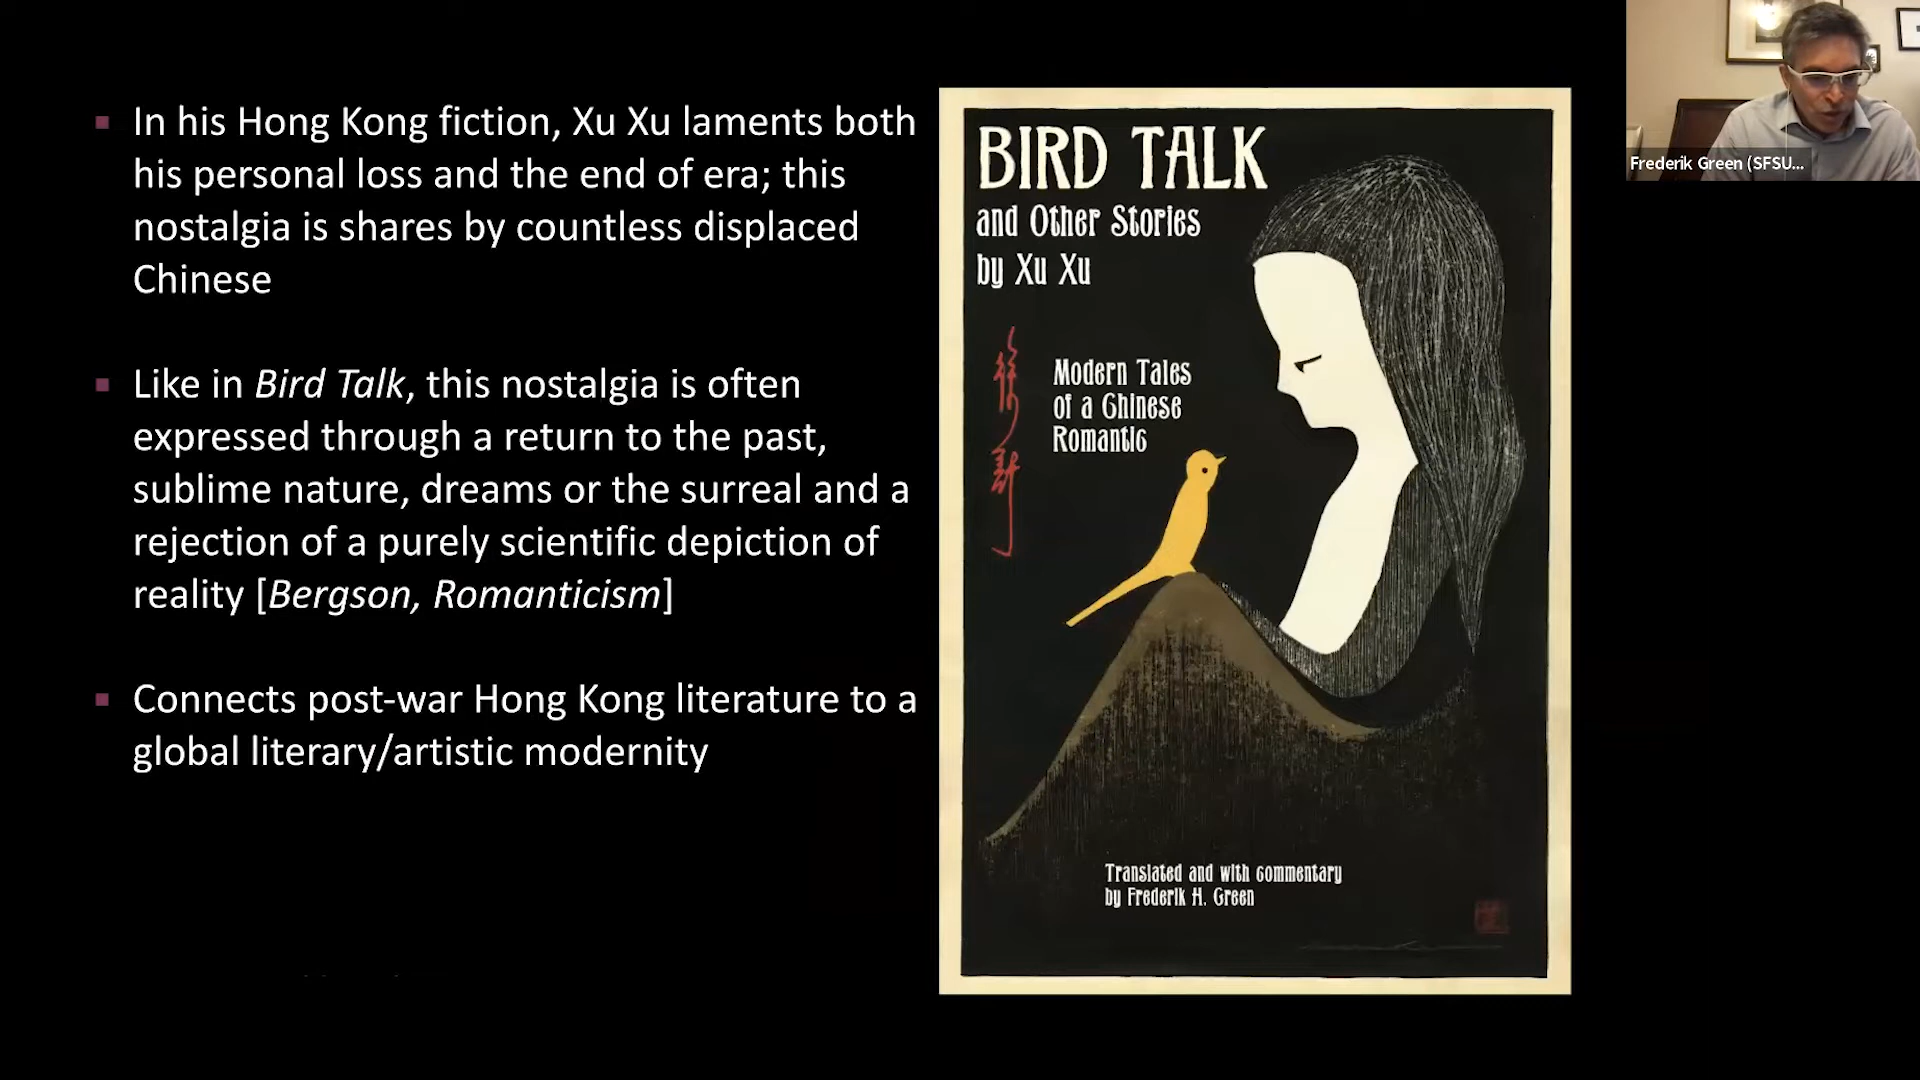 In his Hong Kong fiction, Xu Xu laments both
his personal loss and the end of era; this
nostalgia is shares by countless displaced
Chinese
Like in Bird Talk, this nostalgia is often
expressed through a return to the past,
sublime nature, dreams or the surreal and a
rejection of a purely scientific depiction of
reality [Bergson, Romanticism]
Connects post-war Hong Kong literature to a
global literary/artistic modernity
BIRD TALK
and Other Stories
by Xu Xu
徐訏
Modern Tales
of a Chinese
Romantic
Translated and with commentary
by Frederik H. Green
Frederik Green (SFSU...